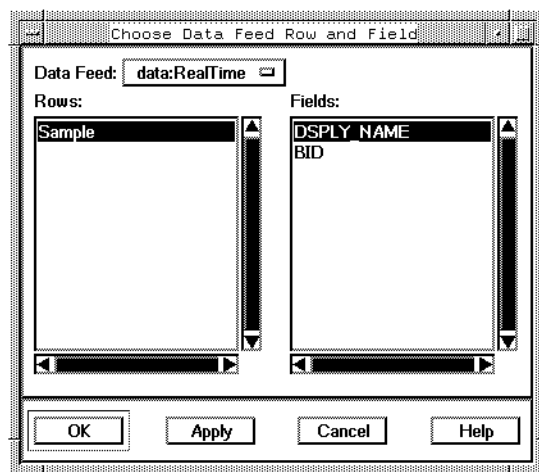 Choose Data Feed Row and Field
Data Feed: data:RealTime
Rows: Fields:
Sample DSPLY_NAME
BID
OK Apply Cancel Help